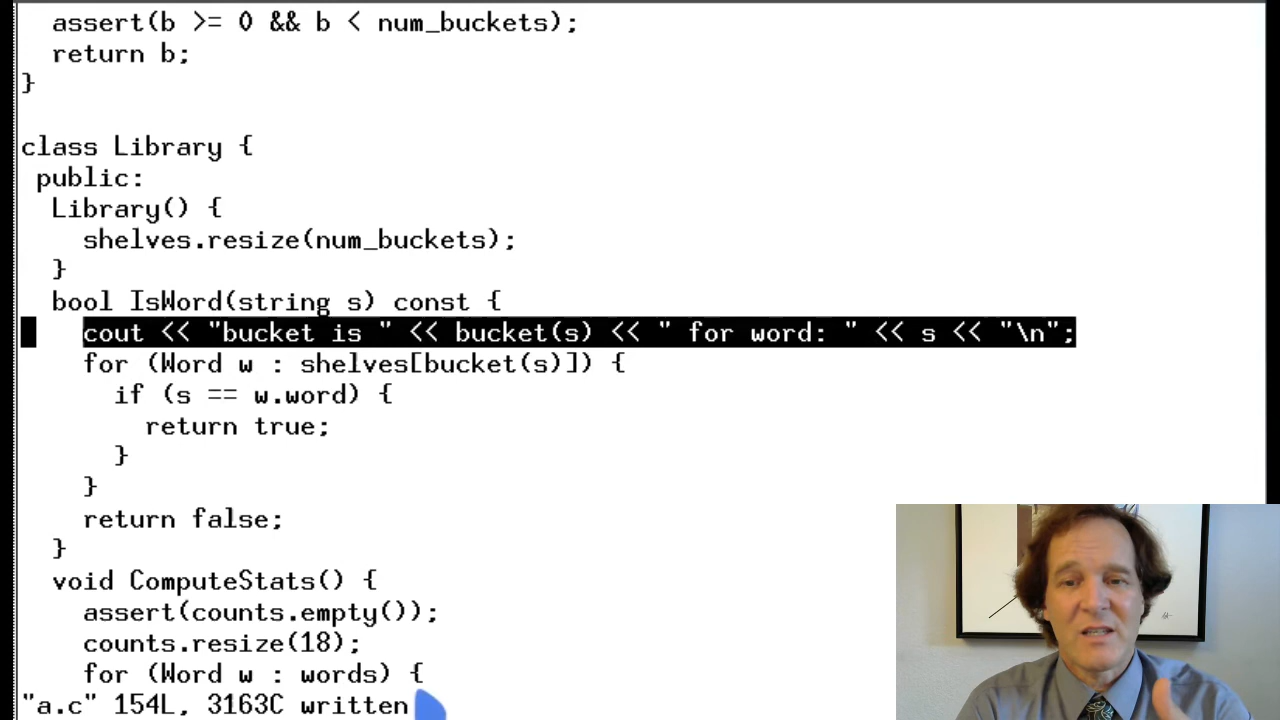 assert(b >= 0 && b < num_buckets);
return b;
}
class Library {
public:
Library() {
shelves.resize(num_buckets);
}
bool IsWord(string s) const {
cout << "bucket is " << bucket(s) << " for word: " << s << "\n";
for (Word w : shelves[bucket(s)]) {
if (s == w.word) {
return true;
}
}
return false;
}
void ComputeStats() {
assert(counts.empty());
counts.resize(18);
for (Word w : words) {
"a.c" 154L, 3163C written